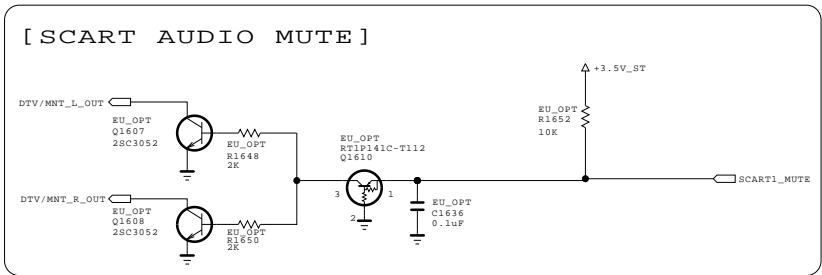 [SCART AUDIO MUTE]
+3.5V_ST
DTV/MNT_L_OUT
EU_OPT
Q1607
2SC3052
EU_OPT
R1648
2K
EU_OPT
RT1P141C-T112
Q1610
3
1
2
EU_OPT
R1652
10K
SCART1_MUTE
EU_OPT
C1636
0.1uF
DTV/MNT_R_OUT
EU_OPT
Q1608
2SC3052
EU_OPT
R1650
2K